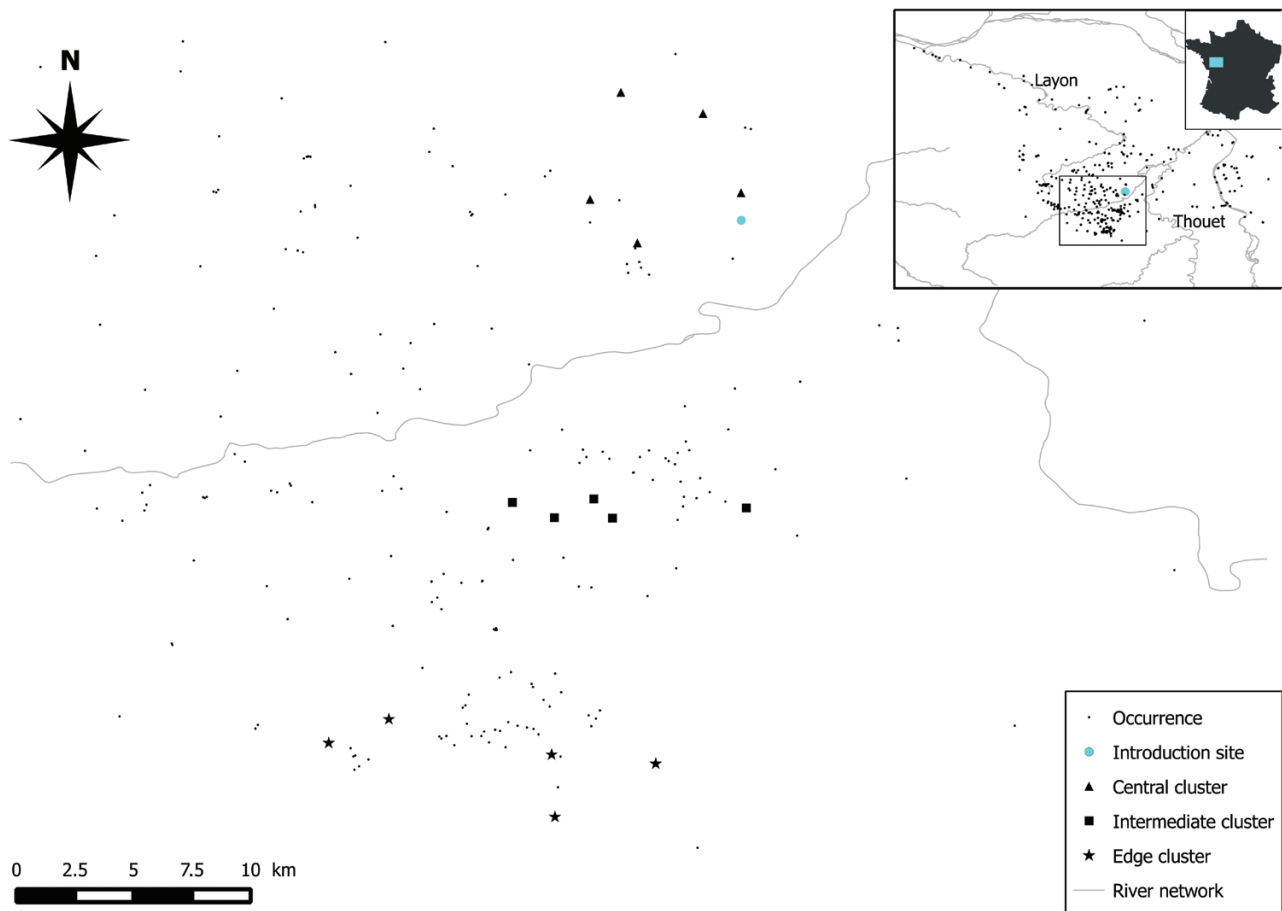 N
Layon
Thouet
Occurrence
Introduction site
Central cluster
Intermediate cluster
Edge cluster
River network
0 2.5 5 7.5 10 km